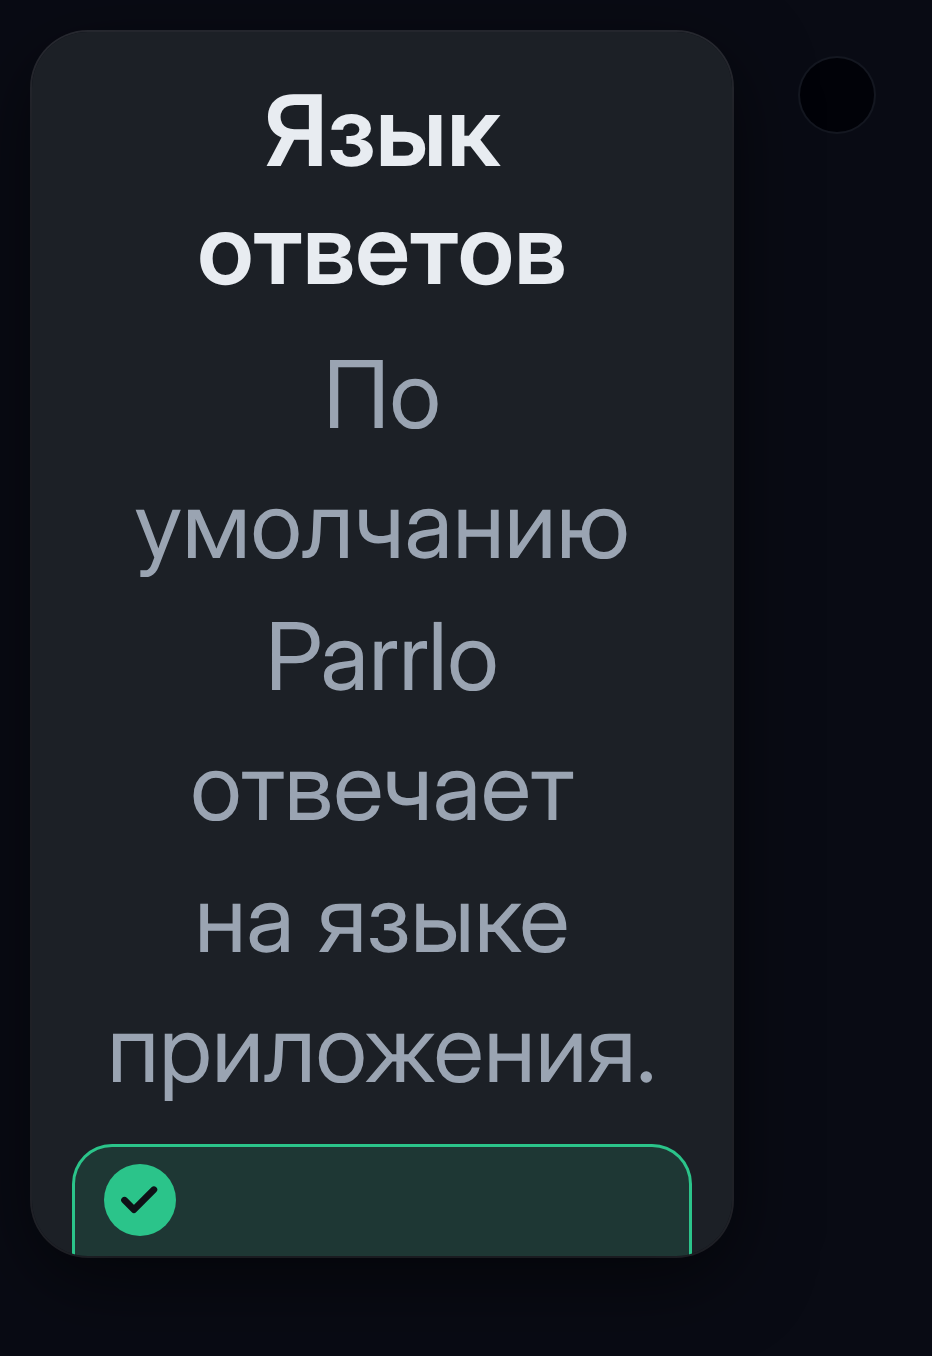 Язык
ответов
По
умолчанию
Parrlo
отвечает
на языке
приложения.